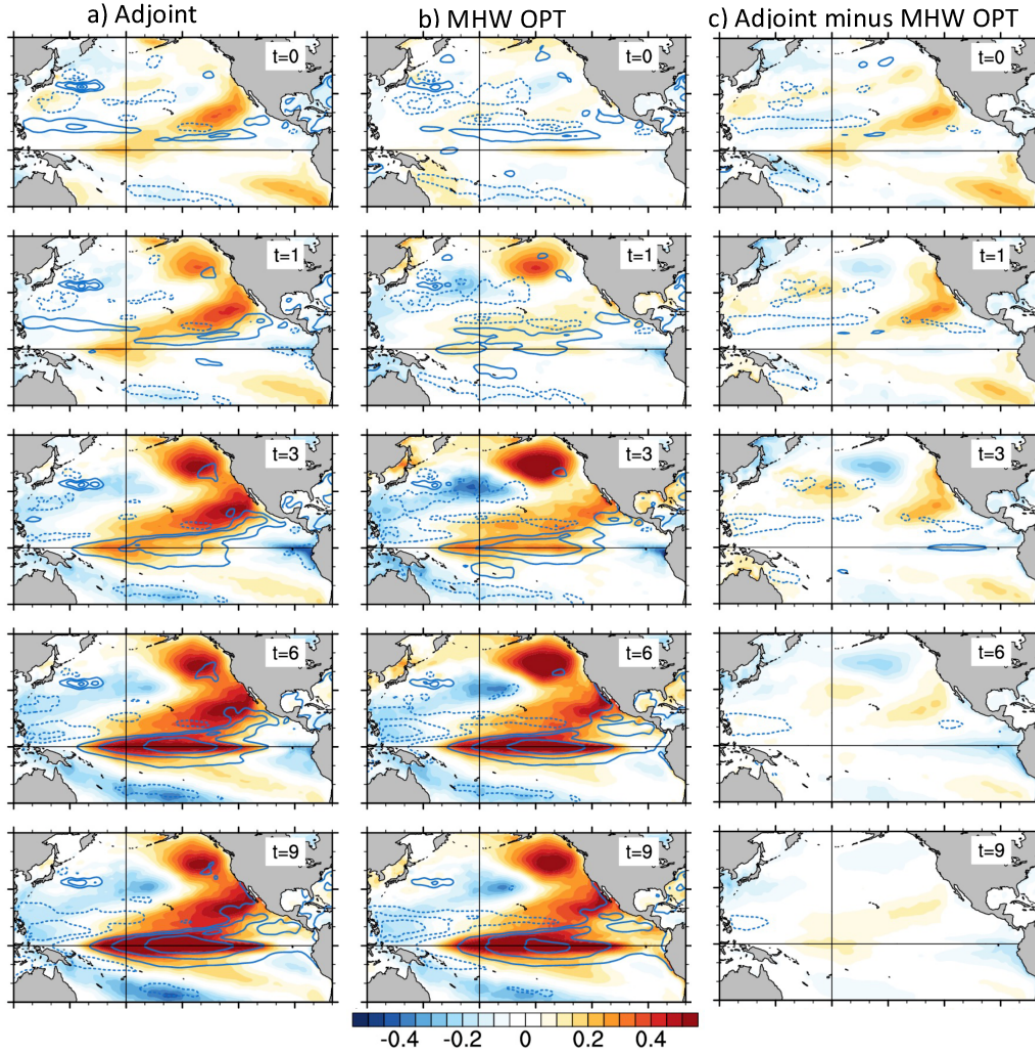 a) Adjoint b) MHW OPT c) Adjoint minus MHW OPT
t=0 t=0 t=0
t=1 t=1 t=1
t=3 t=3 t=3
t=6 t=6 t=6
t=9 t=9 t=9
-0.4 -0.2 0 0.2 0.4